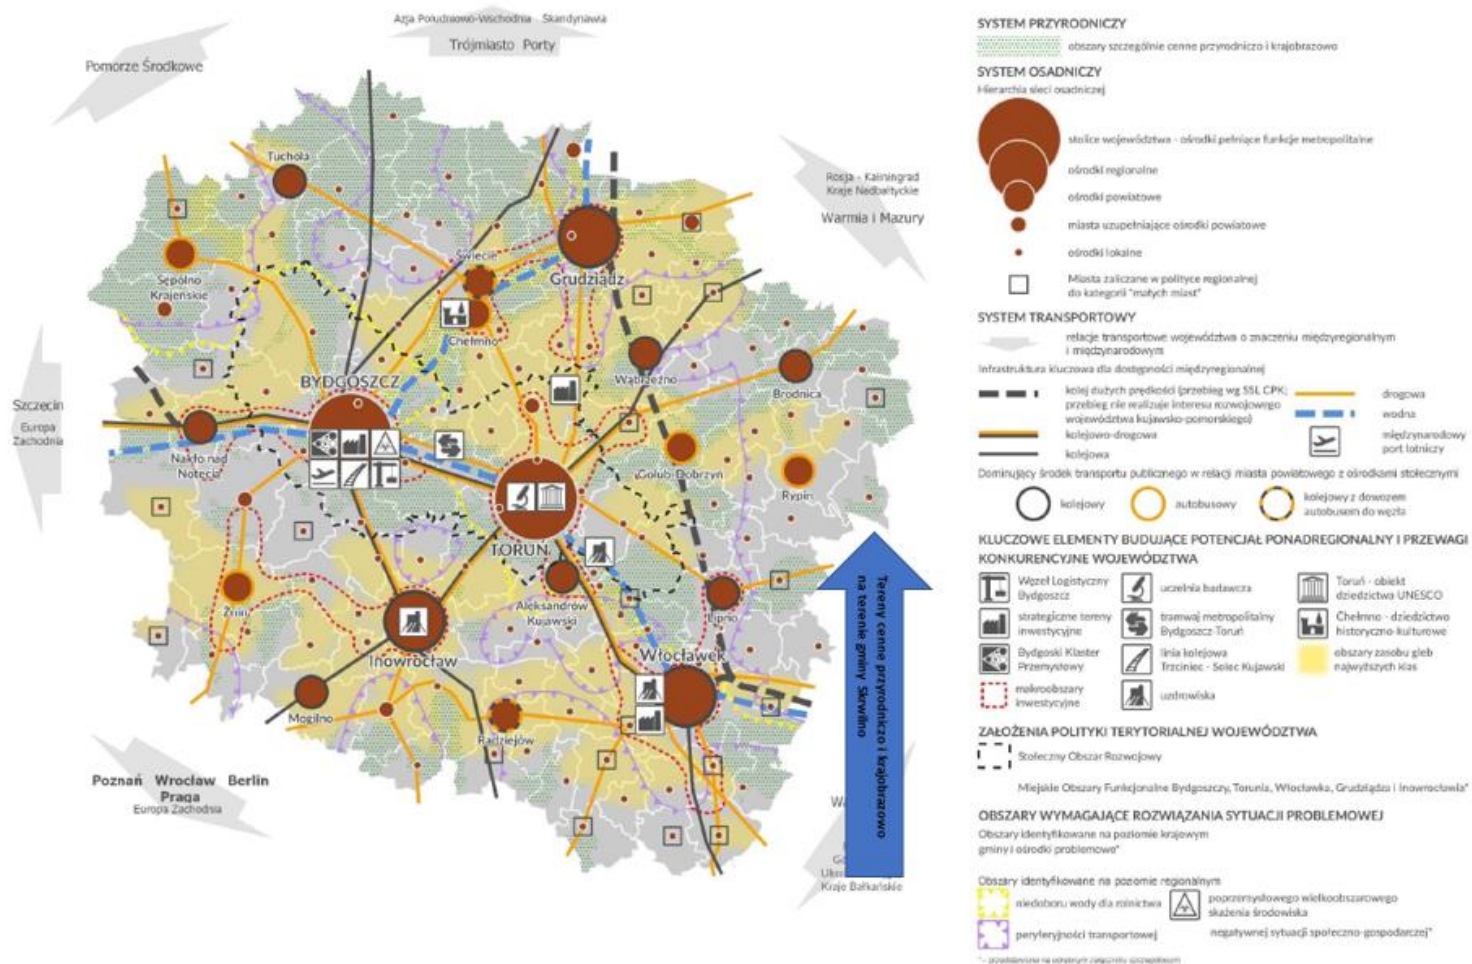 Azja Południowo-Wschodnia Skandynawia
Trójmiasto Porty
Pomorze Środkowe
Rosja - Kaliningrad
Kraje Nadbałtyckie
Warmia i Mazury
Szczecin
Europa
Zachodnia
Poznań Wrocław Berlin
Praga
Europa Zachodnia
Kraje Bałkańskie
Tuchola
Sępólno
Krajeńskie
Świecie
Grudziądz
Chełmno
BYDGOSZCZ
Wąbrzeźno
Brodnica
Nakło nad
Notecią
Golub-Dobrzyń
Rypin
TORUŃ
Aleksandrów
Kujawski
Żnin
Lipno
Inowrocław
Włocławek
Mogilno
Radziejów
Tereny cenne przyrodniczo i krajobrazowo
na terenie gminy Skrwilno
SYSTEM PRZYRODNICZY
obszary szczególnie cenne przyrodniczo i krajobrazowo
SYSTEM OSADNICZY
Hierarchia sieci osadniczej
stolice województwa - ośrodki pełniące funkcje metropolitalne
ośrodki regionalne
ośrodki powiatowe
miasta uzupełniające ośrodki powiatowe
ośrodki lokalne
Miasta zaliczane w polityce regionalnej
do kategorii "małych miast"
SYSTEM TRANSPORTOWY
relacje transportowe województwa o znaczeniu międzyregionalnym
i międzynarodowym
Infrastruktura kluczowa dla dostępności międzyregionalnej
kolej dużych prędkości (przebieg wg SSL CPK;
przebieg nie realizuje interesu rozwojowego
województwa kujawsko-pomorskiego)
kolejowo-drogowa
kolejowa
drogowa
wodna
międzynarodowy
port lotniczy
Dominujący środek transportu publicznego w relacji miasta powiatowego z ośrodkami stołecznymi
kolejowy
autobusowy
kolejowy z dowozem
autobusem do węzła
KLUCZOWE ELEMENTY BUDUJĄCE POTENCJAŁ PONADREGIONALNY I PRZEWAGI
KONKURENCYJNE WOJEWÓDZTWA
Węzeł Logistyczny
Bydgoszcz
uczelnia badawcza
Toruń - obiekt
dziedzictwa UNESCO
strategiczne tereny
inwestycyjne
tramwaj metropolitalny
Bydgoszcz-Toruń
Chełmno - dziedzictwo
historyczno-kulturowe
Bydgoski Klaster
Przemysłowy
linia kolejowa
Trzciniec - Solec Kujawski
obszary zasobu gleb
najwyższych klas
makroobszary
inwestycyjne
uzdrowiska
ZAŁOŻENIA POLITYKI TERYTORIALNEJ WOJEWÓDZTWA
Stołeczny Obszar Rozwojowy
Miejskie Obszary Funkcjonalne Bydgoszczy, Torunia, Włocławka, Grudziądza i Inowrocławia*
OBSZARY WYMAGAJĄCE ROZWIĄZANIA SYTUACJI PROBLEMOWEJ
Obszary identyfikowane na poziomie krajowym
gminy i ośrodki problemowe*
Obszary identyfikowane na poziomie regionalnym
niedoboru wody dla rolnictwa
poprzemysłowego wielkoobszarowego
skażenia środowiska
peryferyjności transportowej
negatywnej sytuacji społeczno-gospodarczej*